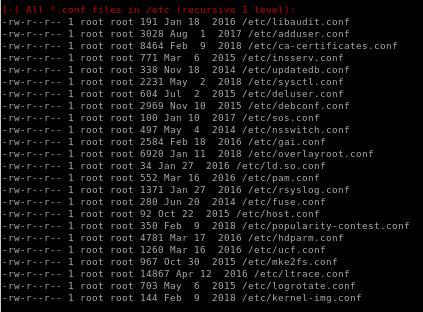 [-] All *.conf files in /etc (recursive 1 level):
-rw-r--r-- 1 root root 191 Jan 18  2016 /etc/libaudit.conf
-rw-r--r-- 1 root root 3028 Aug  1  2017 /etc/adduser.conf
-rw-r--r-- 1 root root 8464 Feb  9  2018 /etc/ca-certificates.conf
-rw-r--r-- 1 root root 771 Mar  6  2015 /etc/insserv.conf
-rw-r--r-- 1 root root 338 Nov 18  2014 /etc/updatedb.conf
-rw-r--r-- 1 root root 2231 May  2  2018 /etc/sysctl.conf
-rw-r--r-- 1 root root 604 Jul  2  2015 /etc/deluser.conf
-rw-r--r-- 1 root root 2969 Nov 10  2015 /etc/debconf.conf
-rw-r--r-- 1 root root 100 Jan 10  2017 /etc/sos.conf
-rw-r--r-- 1 root root 497 May  4  2014 /etc/nsswitch.conf
-rw-r--r-- 1 root root 2584 Feb 18  2016 /etc/gai.conf
-rw-r--r-- 1 root root 6920 Jan 11  2018 /etc/overlayroot.conf
-rw-r--r-- 1 root root 34 Jan 27  2016 /etc/ld.so.conf
-rw-r--r-- 1 root root 552 Mar 16  2016 /etc/pam.conf
-rw-r--r-- 1 root root 1371 Jan 27  2016 /etc/rsyslog.conf
-rw-r--r-- 1 root root 280 Jun 20  2014 /etc/fuse.conf
-rw-r--r-- 1 root root 92 Oct 22  2015 /etc/host.conf
-rw-r--r-- 1 root root 350 Feb  9  2018 /etc/popularity-contest.conf
-rw-r--r-- 1 root root 4781 Mar 17  2016 /etc/hdparm.conf
-rw-r--r-- 1 root root 1260 Mar 16  2016 /etc/ucf.conf
-rw-r--r-- 1 root root 967 Oct 30  2015 /etc/mke2fs.conf
-rw-r--r-- 1 root root 14867 Apr 12  2016 /etc/ltrace.conf
-rw-r--r-- 1 root root 703 May  6  2015 /etc/logrotate.conf
-rw-r--r-- 1 root root 144 Feb  9  2018 /etc/kernel-img.conf